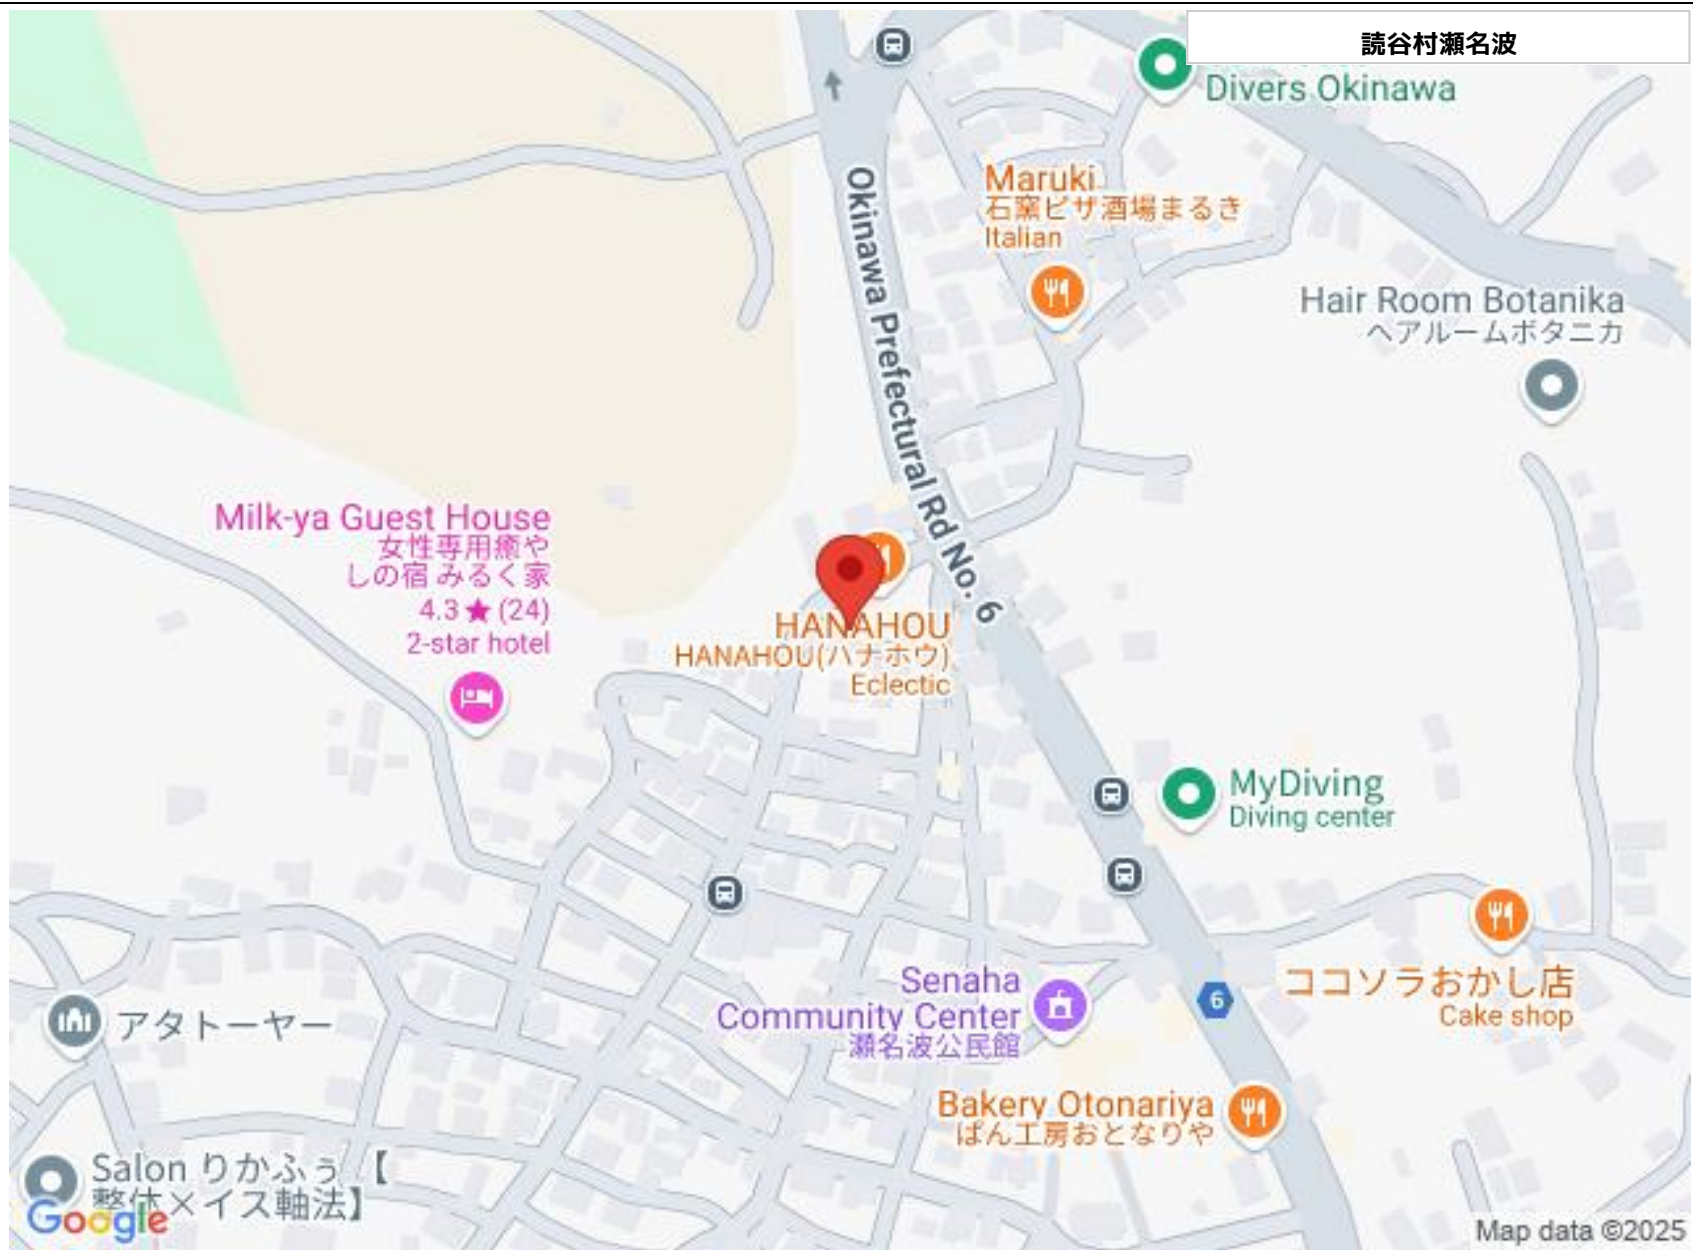 読谷村瀬名波
Divers Okinawa
Maruki
石窯ピザ酒場まるき
Italian
Okinawa Prefectural Rd No. 6
Hair Room Botanika
ヘアルームボタニカ
Milk-ya Guest House
女性専用癒や
しの宿 みるく家
4.3★(24)
2-star hotel
HANAHOU
HANAHOU(ハナホウ)
Eclectic
MyDiving
Diving center
Senaha
Community Center
瀬名波公民館
6
ココソラおかし店
Cake shop
アタトーヤー
Bakery Otonariya
ぱん工房おとなりや
Salon りかふぅ【
整体×イス軸法】
Google
Map data ©2025